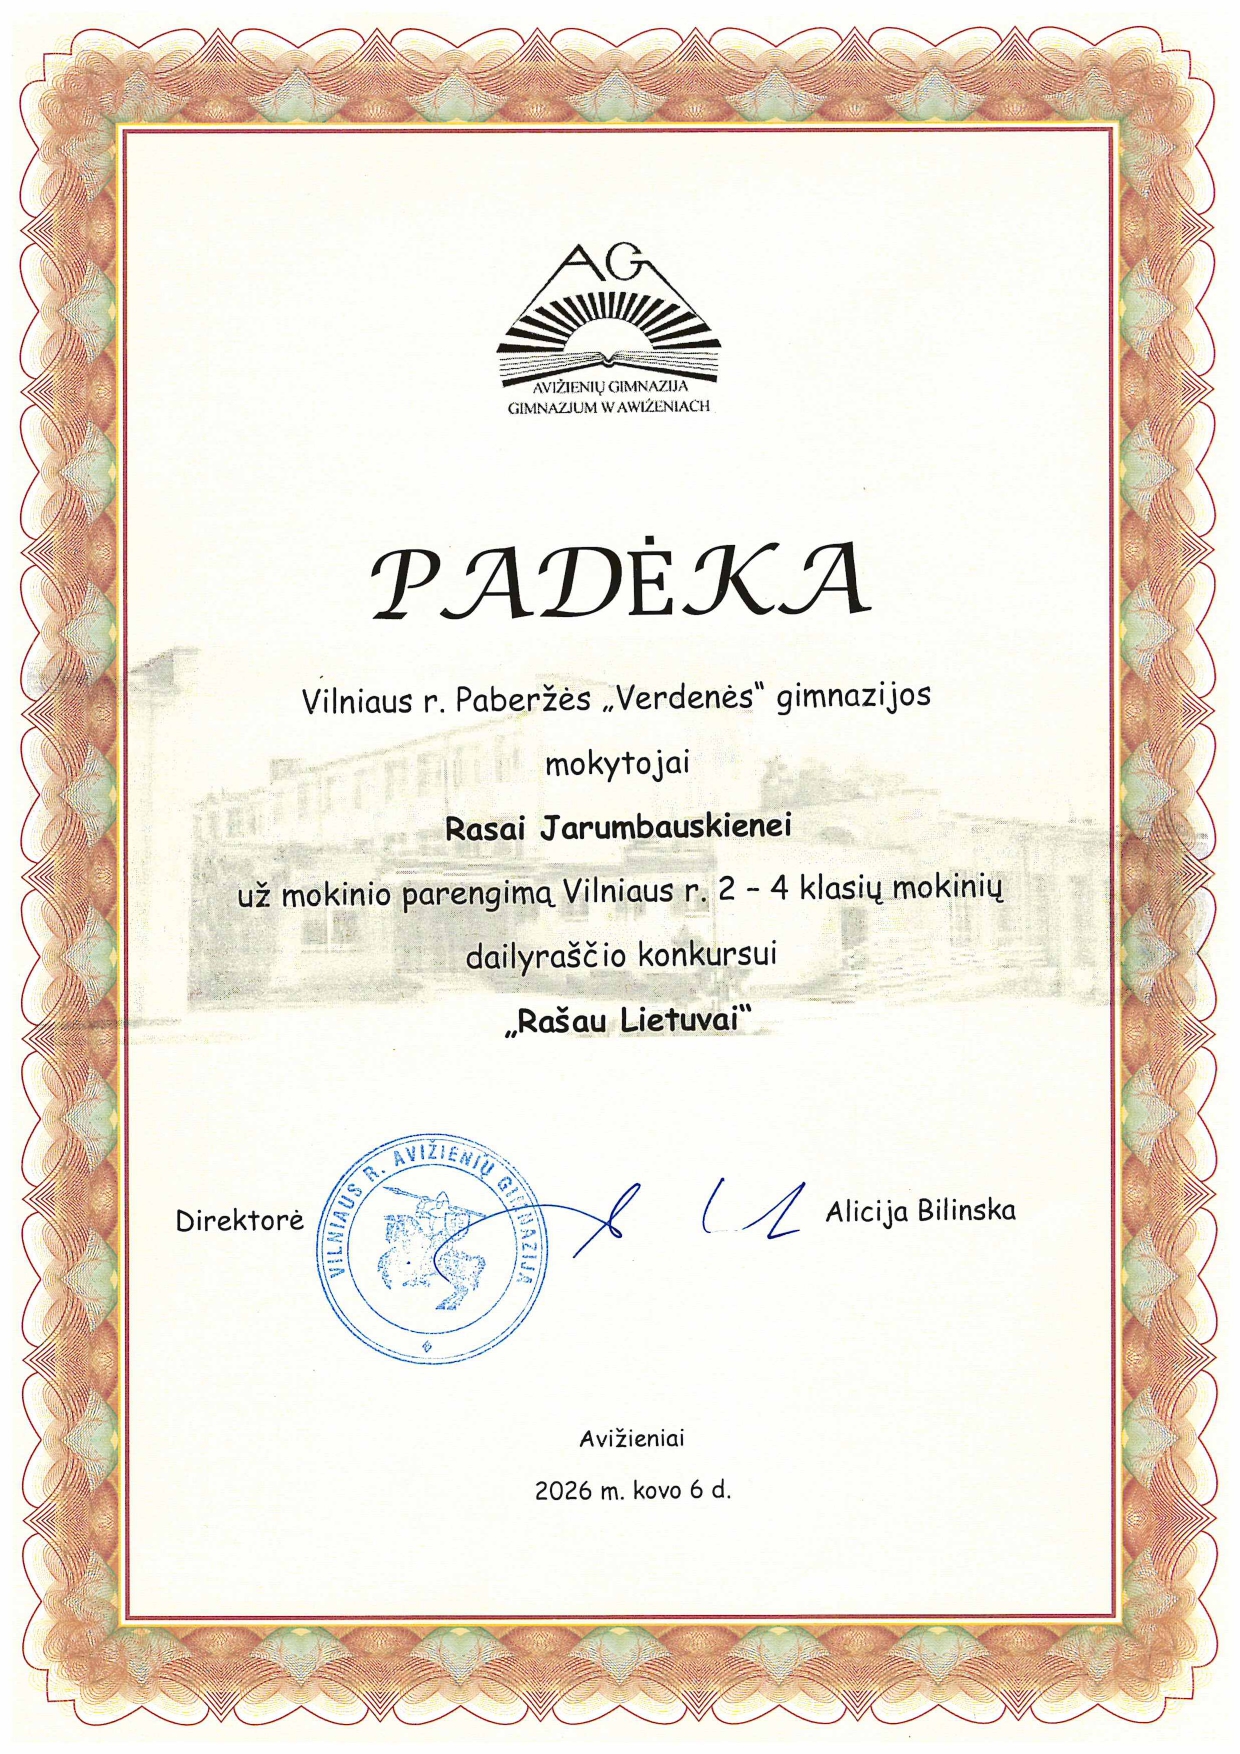 AG
AVIŽIENIŲ GIMNAZIJA
GIMNAZJUM W AWIŻENIACH
PADĖKA
Vilniaus r. Paberžės „Verdenės“ gimnazijos
mokytojai
Rasai Jarumbauskienei
už mokinio parengimą Vilniaus r. 2 – 4 klasių mokinių
dailyraščio konkursui
„Rašau Lietuvai“
VILNIAUS R. AVIŽIENIŲ GIMNAZIJA
Direktorė Alicija Bilinska
Avižieniai
2026 m. kovo 6 d.